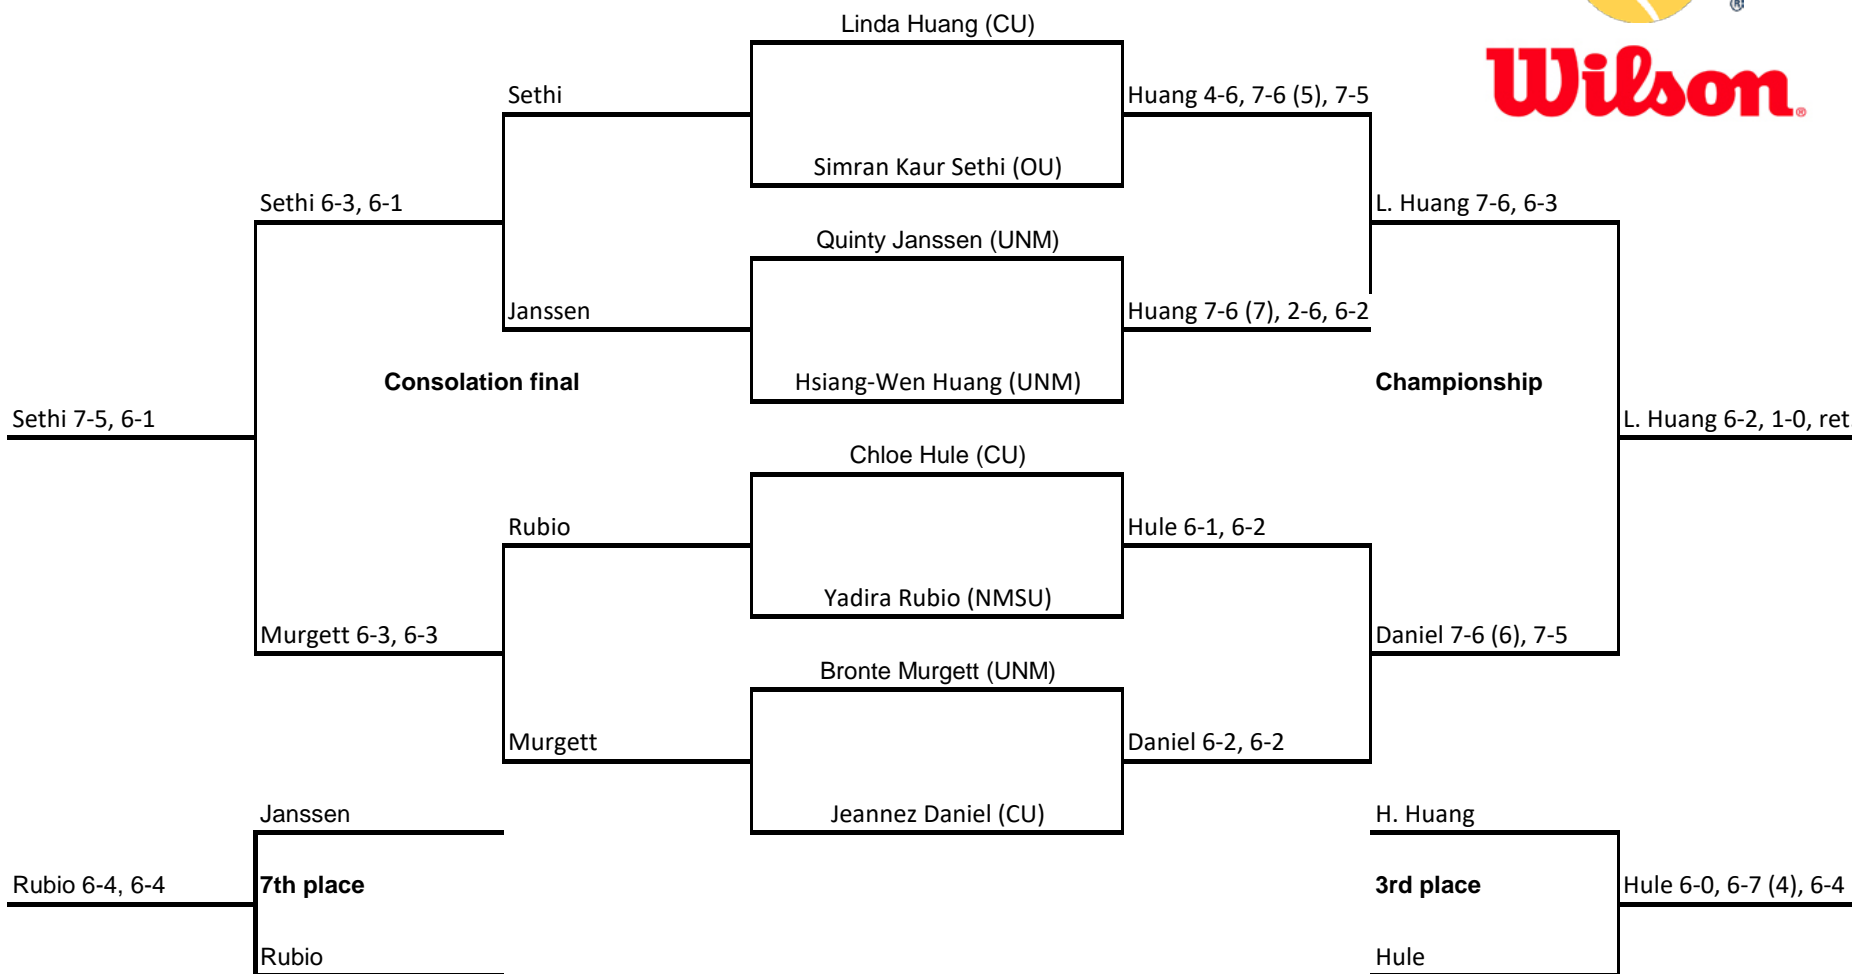 Linda Huang (CU)
®
Wilson®
Sethi
Huang 4-6, 7-6 (5), 7-5
Simran Kaur Sethi (OU)
Sethi 6-3, 6-1
L. Huang 7-6, 6-3
Quinty Janssen (UNM)
Janssen
Huang 7-6 (7), 2-6, 6-2
Consolation final
Hsiang-Wen Huang (UNM)
Championship
Sethi 7-5, 6-1
L. Huang 6-2, 1-0, ret.
Chloe Hule (CU)
Rubio
Hule 6-1, 6-2
Yadira Rubio (NMSU)
Murgett 6-3, 6-3
Daniel 7-6 (6), 7-5
Bronte Murgett (UNM)
Murgett
Daniel 6-2, 6-2
Janssen
Jeannez Daniel (CU)
H. Huang
Rubio 6-4, 6-4
7th place
3rd place
Hule 6-0, 6-7 (4), 6-4
Rubio
Hule